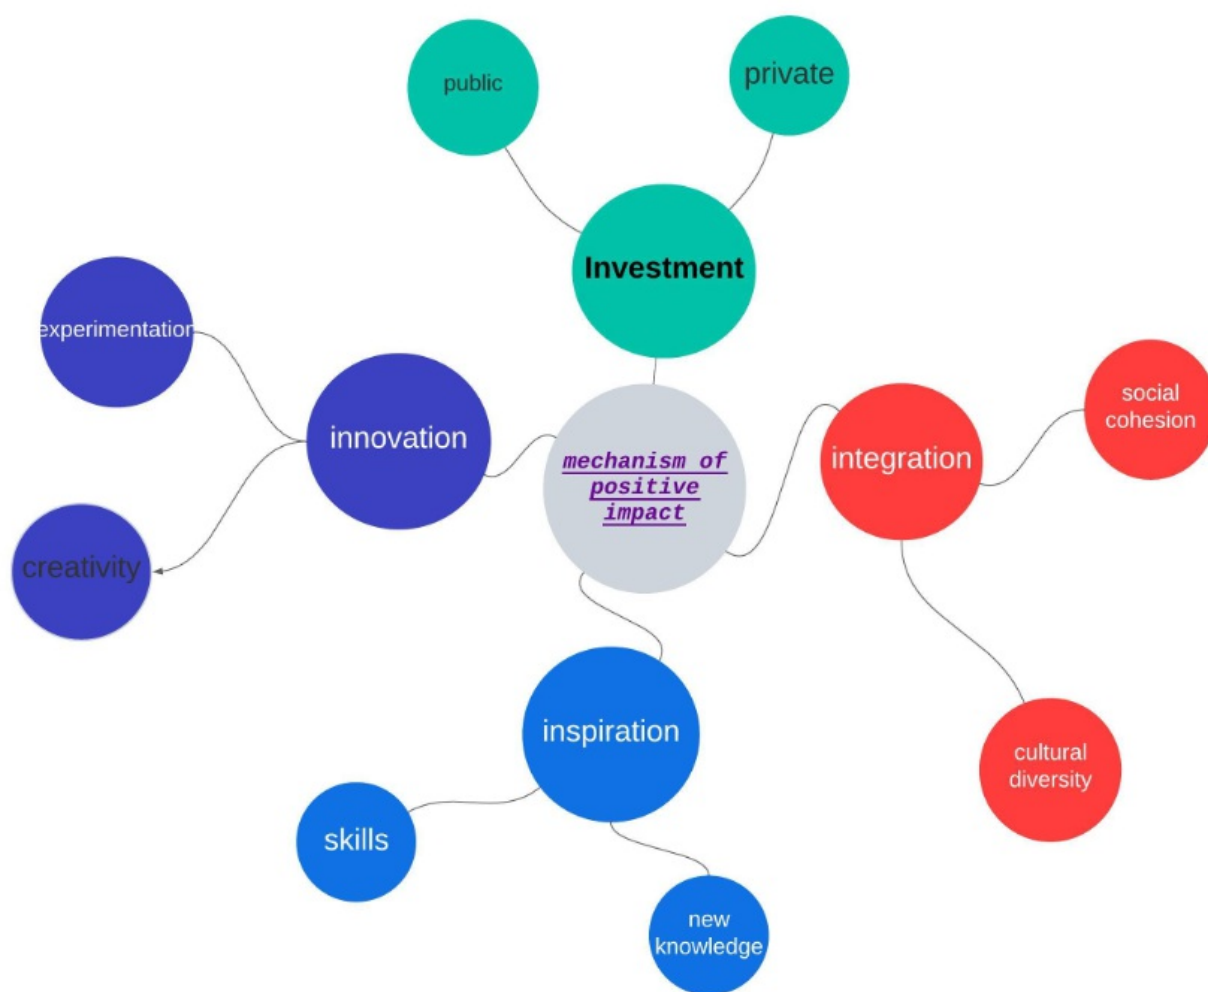 public
private
Investment
experimentation
innovation
creativity
mechanism of
positive
impact
integration
social
cohesion
cultural
diversity
inspiration
skills
new
knowledge